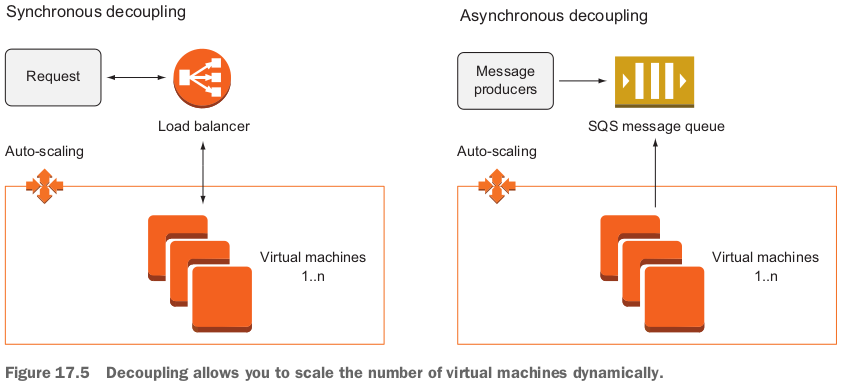 Synchronous decoupling
Request
Load balancer
Auto-scaling
Virtual machines
1..n
Asynchronous decoupling
Message
producers
SQS message queue
Auto-scaling
Virtual machines
1..n
Figure 17.5 Decoupling allows you to scale the number of virtual machines dynamically.